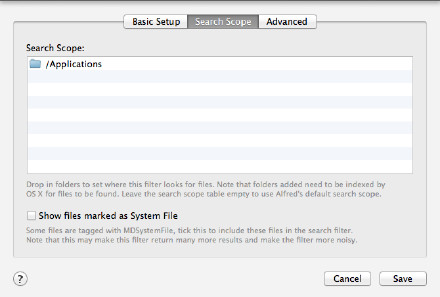 Basic Setup Search Scope Advanced
Search Scope:
/Applications
Drop in folders to set where this filter looks for files. Note that folders added need to be indexed by
OS X for files to be found. Leave the search scope table empty to use Alfred's default search scope.
Show files marked as System File
Some files are tagged with MDSystemFile, tick this to include these files in the search filter.
Note that this may make this filter return many more results and make the filter more noisy.
? Cancel Save